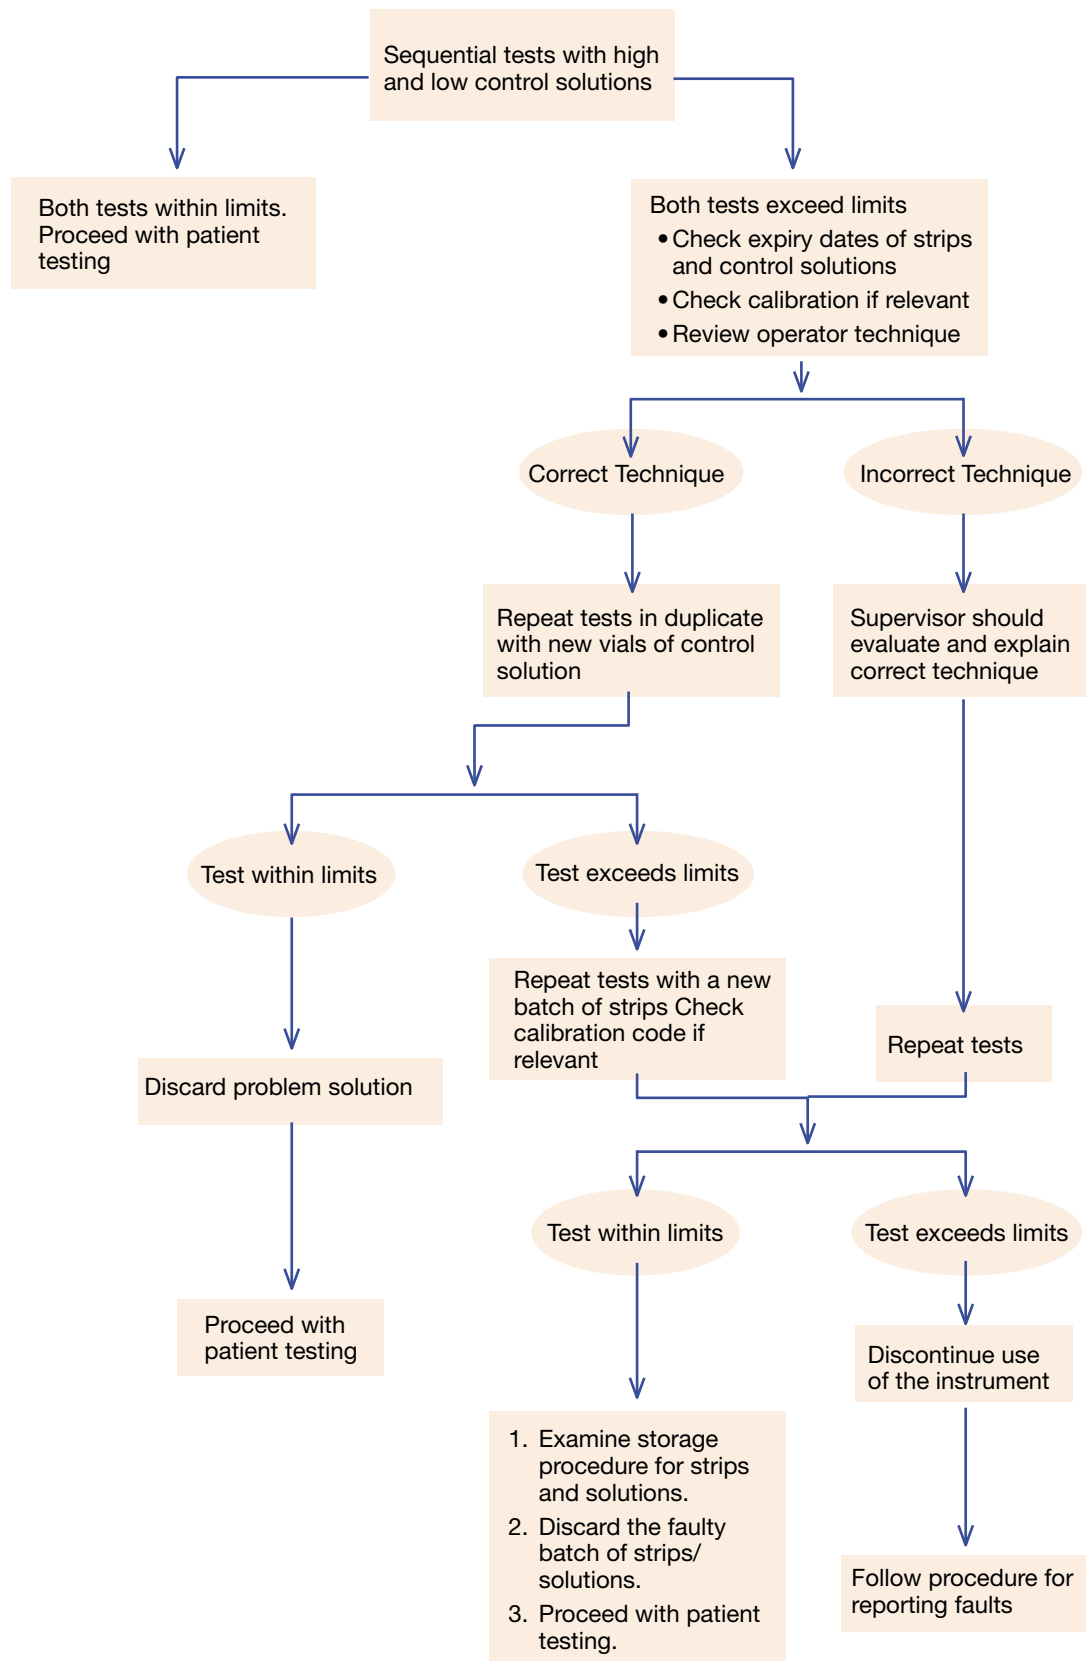 Sequential tests with high
and low control solutions
Both tests within limits.
Proceed with patient
testing
Both tests exceed limits
• Check expiry dates of strips
and control solutions
• Check calibration if relevant
• Review operator technique
Correct Technique
Incorrect Technique
Repeat tests in duplicate
with new vials of control
solution
Supervisor should
evaluate and explain
correct technique
Test within limits
Test exceeds limits
Repeat tests with a new
batch of strips Check
calibration code if
relevant
Repeat tests
Discard problem solution
Test within limits
Test exceeds limits
Proceed with
patient testing
Discontinue use
of the instrument
1. Examine storage
procedure for strips
and solutions.
2. Discard the faulty
batch of strips/
solutions.
3. Proceed with patient
testing.
Follow procedure for
reporting faults